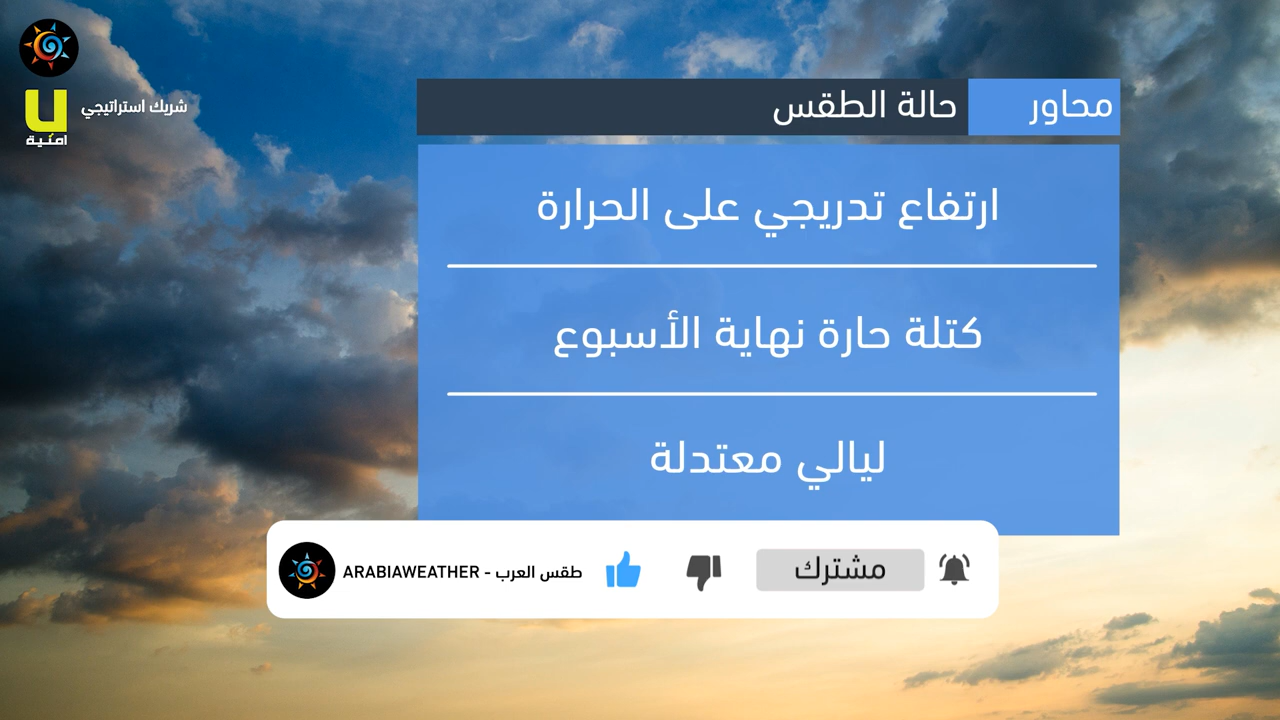 شريك استراتيجي
U
امنية
محاور
حالة الطقس
ارتفاع تدريجي على الحرارة
كتلة حارة نهاية الأسبوع
ليالي معتدلة
طقس العرب - ARABIAWEATHER
مشترك